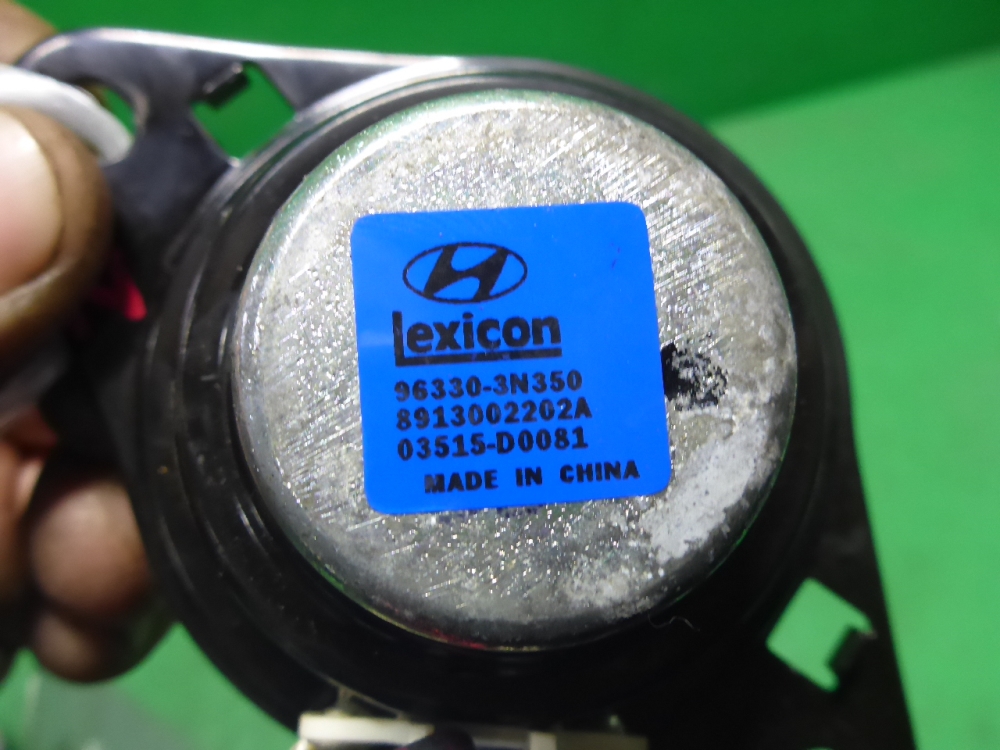 Lexicon
96330-3N350
8913002202A
03515-D0081
MADE IN CHINA